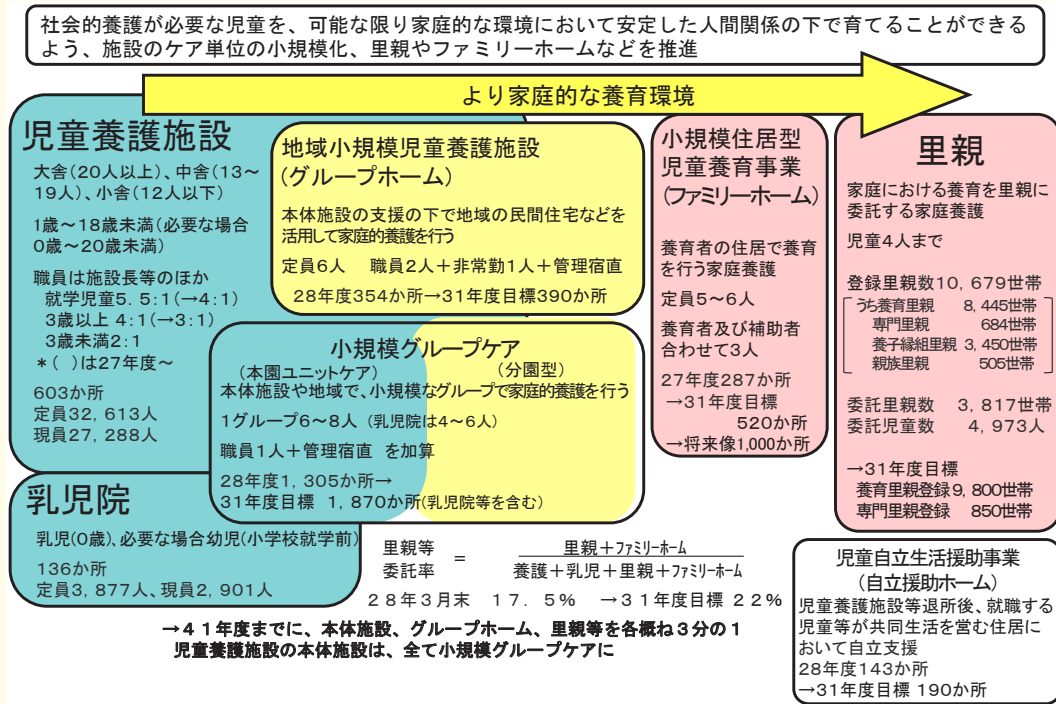 社会的養護が必要な児童を、可能な限り家庭的な環境において安定した人間関係の下で育てることができる
よう、施設のケア単位の小規模化、里親やファミリーホームなどを推進
より家庭的な養育環境
児童養護施設
大舎(20人以上)、中舎(13～
19人)、小舎(12人以下)
1歳～18歳未満(必要な場合
0歳～20歳未満)
職員は施設長等のほか
就学児童5.5:1(→4:1)
3歳以上 4:1(→3:1)
3歳未満2:1
*( )は27年度～
603か所
定員32,613人
現員27,288人
地域小規模児童養護施設
(グループホーム)
本体施設の支援の下で地域の民間住宅などを
活用して家庭的養護を行う
定員6人 職員2人+非常勤1人+管理宿直
28年度354か所→31年度目標390か所
小規模グループケア
(本園ユニットケア) (分園型)
本体施設や地域で、小規模なグループで家庭的養護を行う
1グループ6～8人 (乳児院は4～6人)
職員1人+管理宿直 を加算
28年度1,305か所→
31年度目標 1,870か所(乳児院等を含む)
小規模住居型
児童養育事業
(ファミリーホーム)
養育者の住居で養育
を行う家庭養護
定員5～6人
養育者及び補助者
合わせて3人
27年度287か所
→31年度目標
520か所
→将来像1,000か所
里親
家庭における養育を里親に
委託する家庭養護
児童4人まで
登録里親数10,679世帯
うち養育里親 8,445世帯
専門里親 684世帯
養子縁組里親 3,450世帯
親族里親 505世帯
委託里親数 3,817世帯
委託児童数 4,973人
→31年度目標
養育里親登録9,800世帯
専門里親登録 850世帯
乳児院
乳児(0歳)、必要な場合幼児(小学校就学前)
136か所
定員3,877人、現員2,901人
里親等
委託率
=
里親+ファミリーホーム
養護+乳児+里親+ファミリーホーム
28年3月末 17.5% →31年度目標 22%
→41年度までに、本体施設、グループホーム、里親等を各概ね3分の1
児童養護施設の本体施設は、全て小規模グループケアに
児童自立生活援助事業
(自立援助ホーム)
児童養護施設等退所後、就職する
児童等が共同生活を営む住居に
おいて自立支援
28年度143か所
→31年度目標 190か所